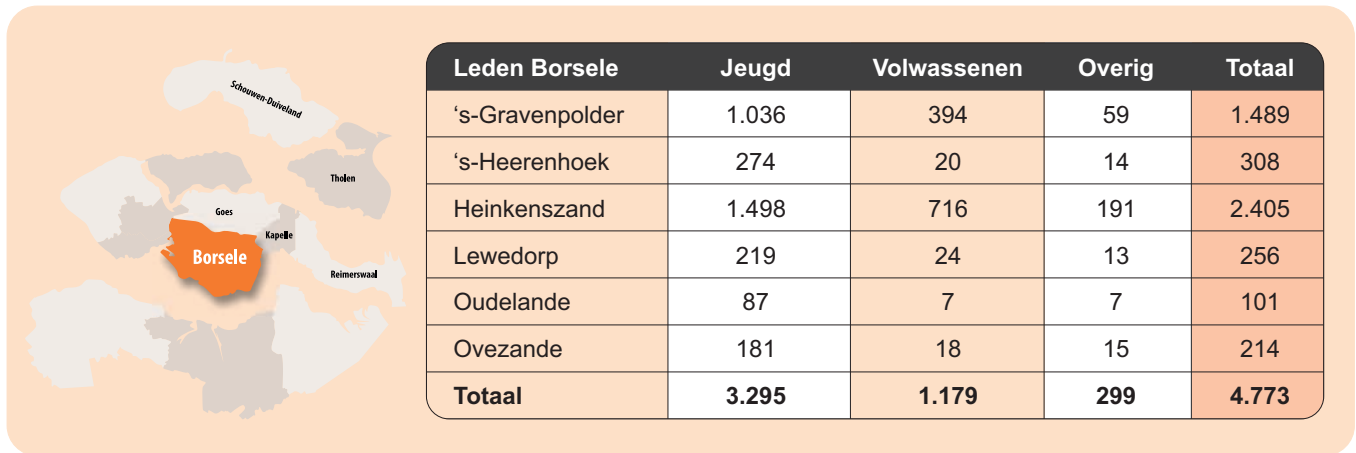 Schouwen-Duiveland
Tholen
Goes
Kapelle
Borsele
Reimerswaal
Leden Borsele Jeugd Volwassenen Overig Totaal
‘s-Gravenpolder 1.036 394 59 1.489
‘s-Heerenhoek 274 20 14 308
Heinkenszand 1.498 716 191 2.405
Lewedorp 219 24 13 256
Oudelande 87 7 7 101
Ovezande 181 18 15 214
Totaal 3.295 1.179 299 4.773